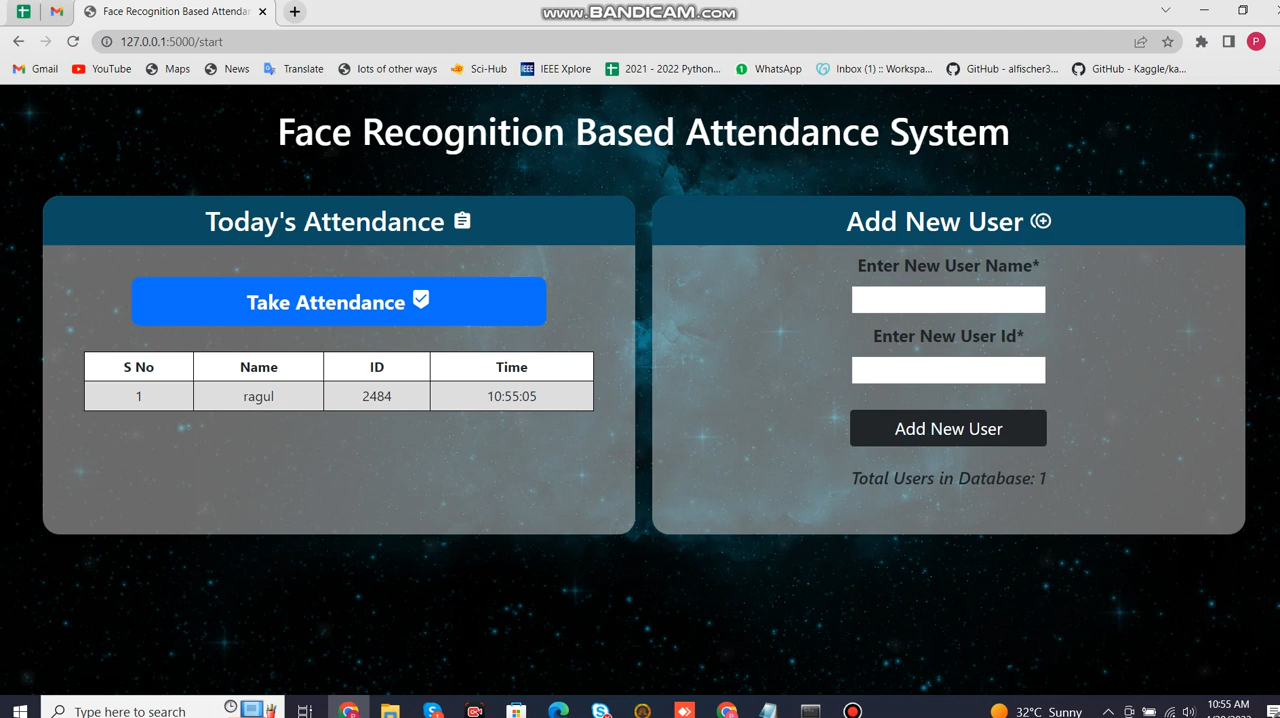 www.BANDICAM.com
Face Recognition Based Attendar
127.0.0.1:5000/start
P
Gmail
YouTube
Maps
News
Translate
lots of other ways
Sci-Hub
IEEE Xplore
2021 - 2022 Python...
WhatsApp
Inbox (1) :: Workspa...
GitHub - alfischer3...
GitHub - Kaggle/ka...
Face Recognition Based Attendance System
Today's Attendance
Take Attendance
S No Name ID Time
1 ragul 2484 10:55:05
Add New User
Enter New User Name*
Enter New User Id*
Add New User
Total Users in Database: 1
Type here to search
32°C Sunny
10:55 AM